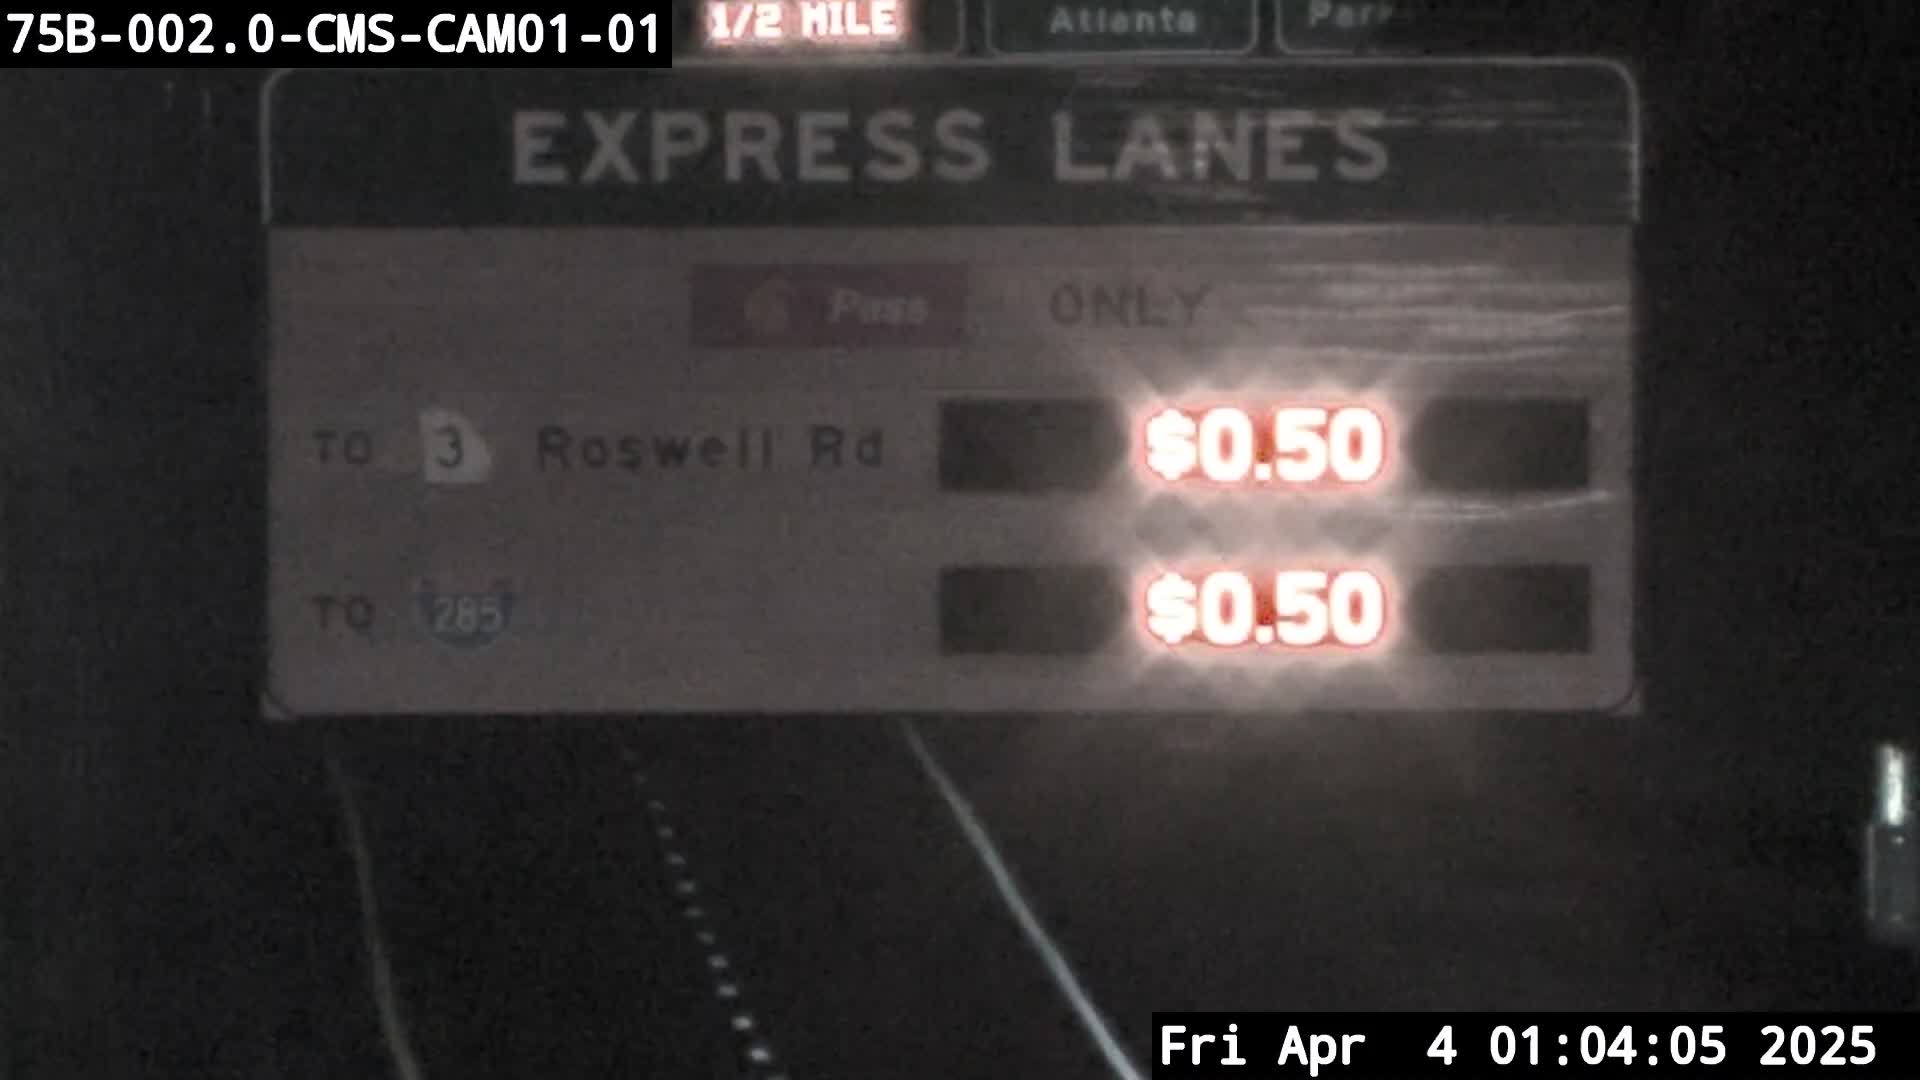 75B-002.0-CMS-CAM01-01
1/2 MILE
Atlanta
EXPRESS LANES
Pass ONLY
TO 3 Roswell Rd $0.50
TO 285 $0.50
Fri Apr 4 01:04:05 2025